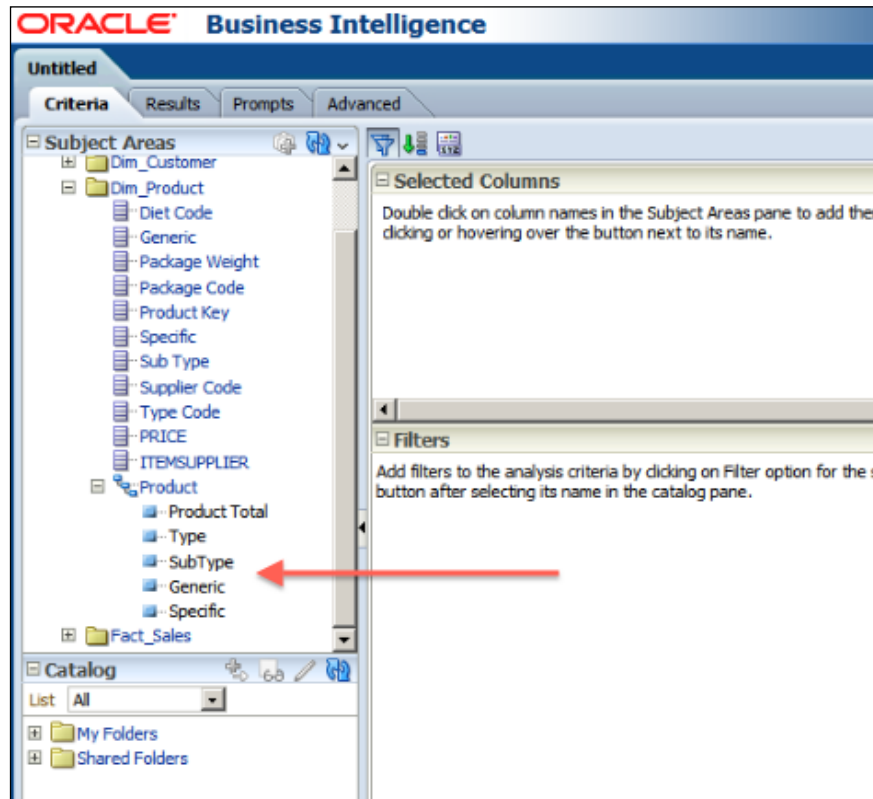 ORACLE Business Intelligence
Untitled
Criteria Results Prompts Advanced
Subject Areas
Dim_Customer
Dim_Product
Diet Code
Generic
Package Weight
Package Code
Product Key
Specific
Sub Type
Supplier Code
Type Code
PRICE
ITEMSUPPLIER
Product
Product Total
Type
SubType
Generic
Specific
Fact_Sales
Catalog
List All
My Folders
Shared Folders
Selected Columns
Double click on column names in the Subject Areas pane to add the
clicking or hovering over the button next to its name.
Filters
Add filters to the analysis criteria by clicking on Filter option for the s
button after selecting its name in the catalog pane.